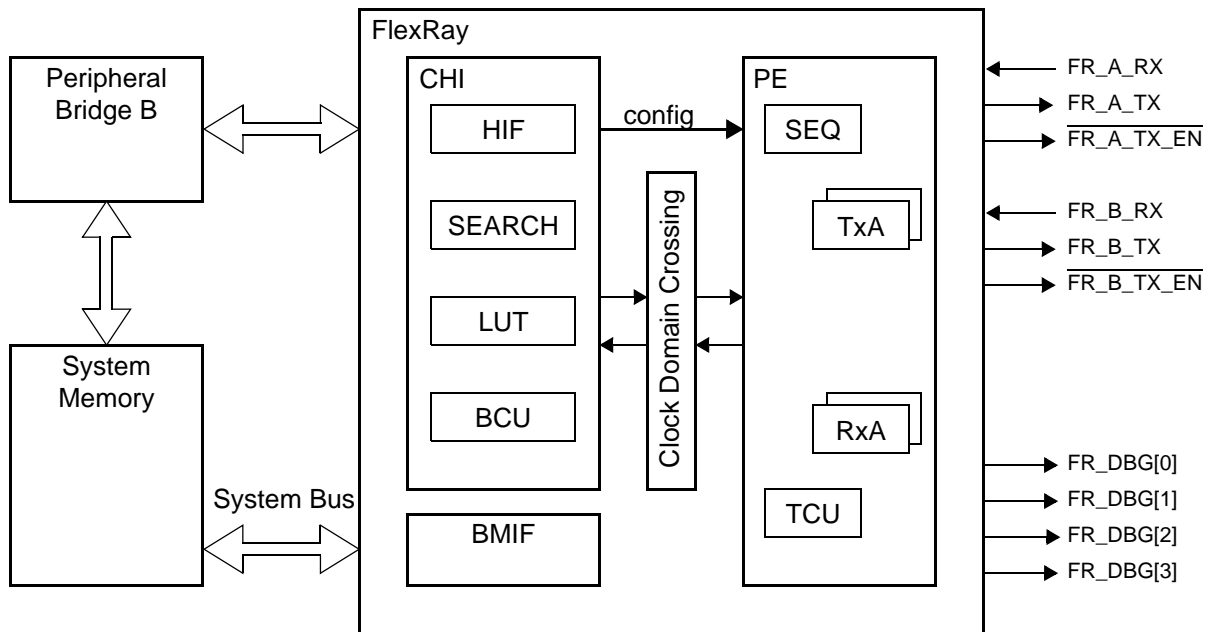 FlexRay
Peripheral
Bridge B
System
Memory
System Bus
CHI
HIF
SEARCH
LUT
BCU
BMIF
config
Clock Domain Crossing
PE
SEQ
TxA
RxA
TCU
FR_A_RX
FR_A_TX
FR_A_TX_EN
FR_B_RX
FR_B_TX
FR_B_TX_EN
FR_DBG[0]
FR_DBG[1]
FR_DBG[2]
FR_DBG[3]